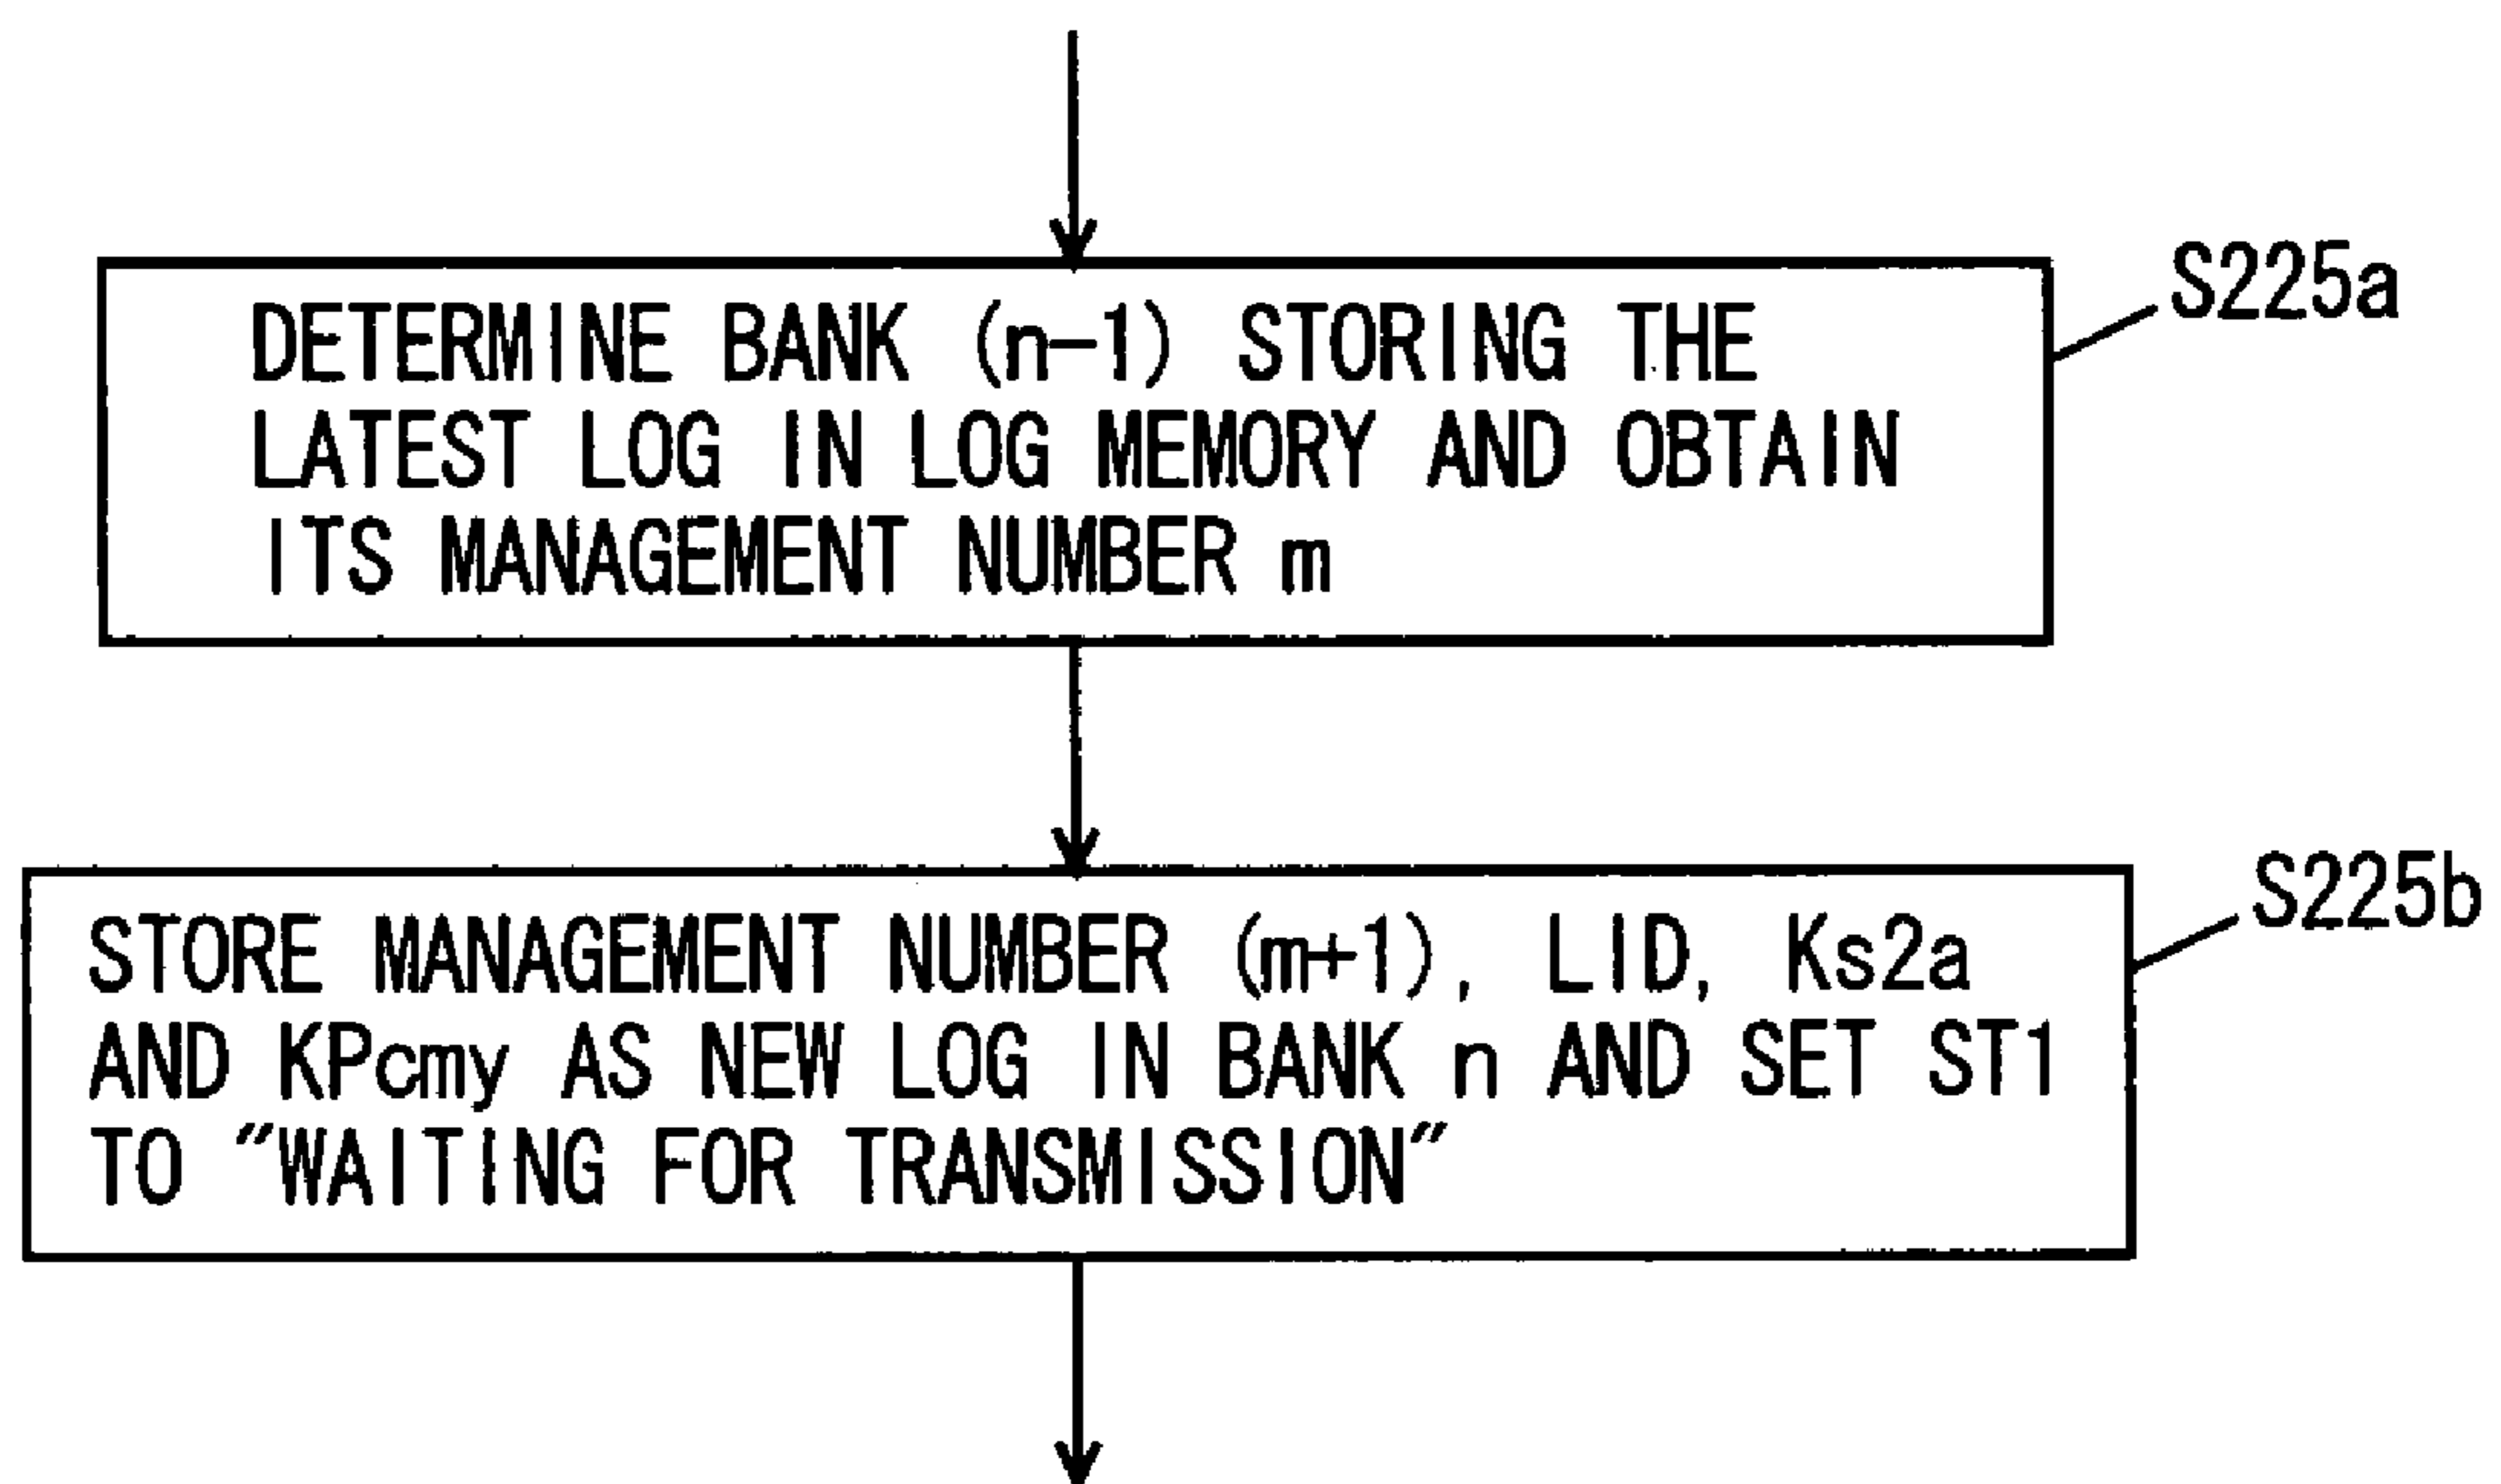 S225a
DETERMINE BANK (n-1) STORING THE
LATEST LOG IN LOG MEMORY AND OBTAIN
ITS MANAGEMENT NUMBER m
S225b
STORE MANAGEMENT NUMBER (m+1), LID, Ks2a
AND KPcmy AS NEW LOG IN BANK n AND SET ST1
TO "WAITING FOR TRANSMISSION"